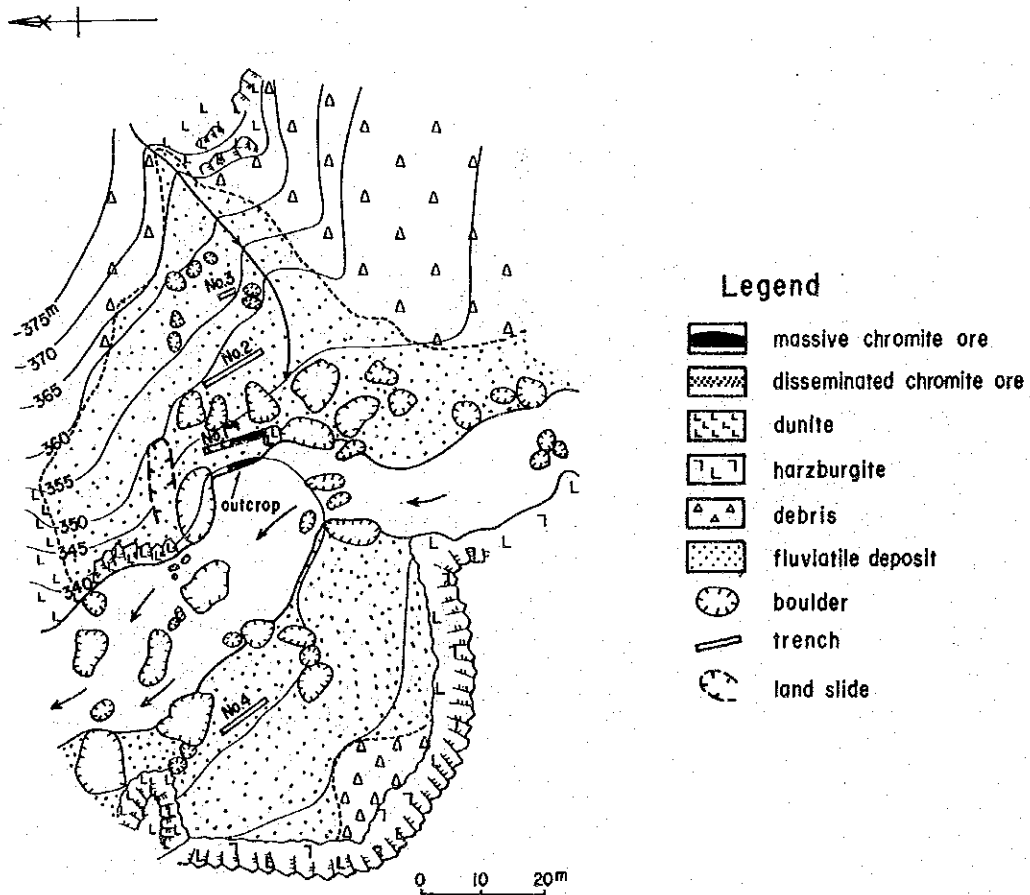 No.3
No.2
No.1
outcrop
No.4
375m
370
365
360
355
350
345
340
0 10 20m
Legend
massive chromite ore
disseminated chromite ore
dunite
harzburgite
debris
fluviatile deposit
boulder
trench
land slide